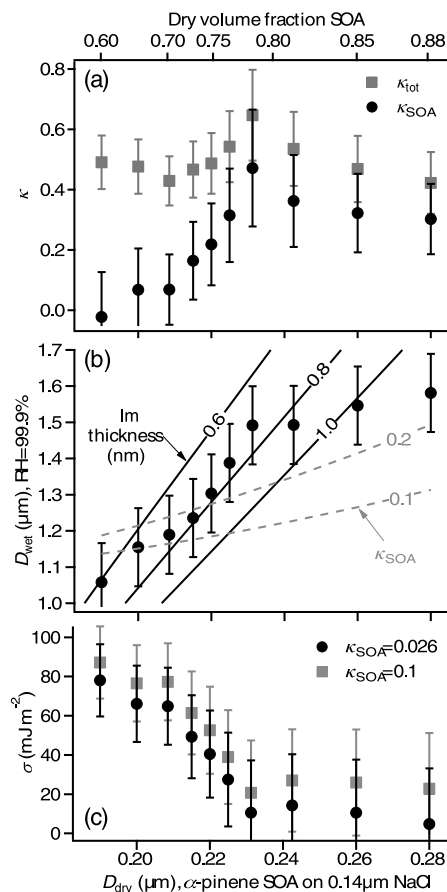 Dry volume fraction SOA
0.60 0.70 0.75 0.80 0.85 0.88
(a)
κtot
κSOA
0.8
0.6
0.4
0.2
0.0
κ
(b)
1.7
1.6
1.5
1.4
1.3
1.2
1.1
1.0
Dwet (μm), RH=99.9%
lm
thickness
(nm)
0.6
0.8
1.0
0.2
0.1
κSOA
100
80
60
40
20
0
σ (mJm-2)
κSOA=0.026
κSOA=0.1
(c)
0.20 0.22 0.24 0.26 0.28
Ddry (μm), α-pinene SOA on 0.14μm NaCl